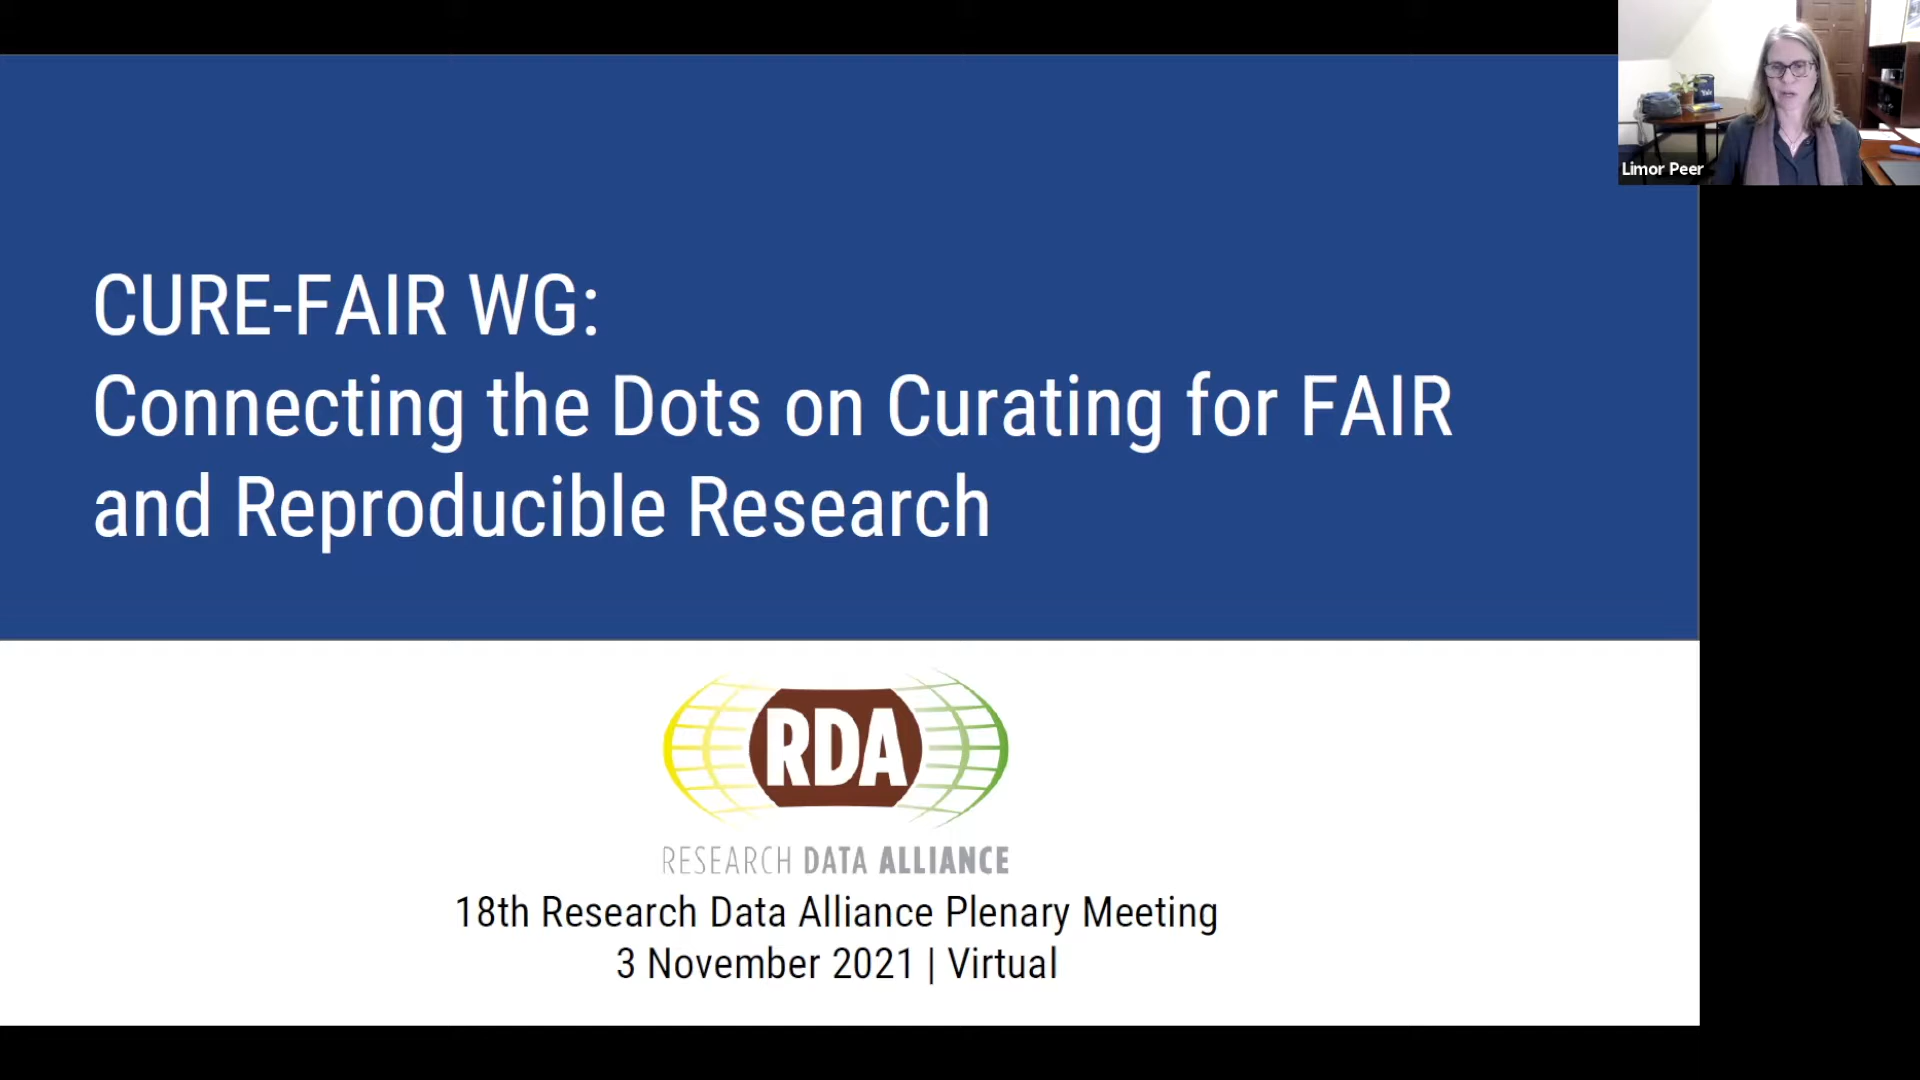 CURE-FAIR WG:
Connecting the Dots on Curating for FAIR
and Reproducible Research
RDA
RESEARCH DATA ALLIANCE
18th Research Data Alliance Plenary Meeting
3 November 2021 | Virtual
Limor Peer